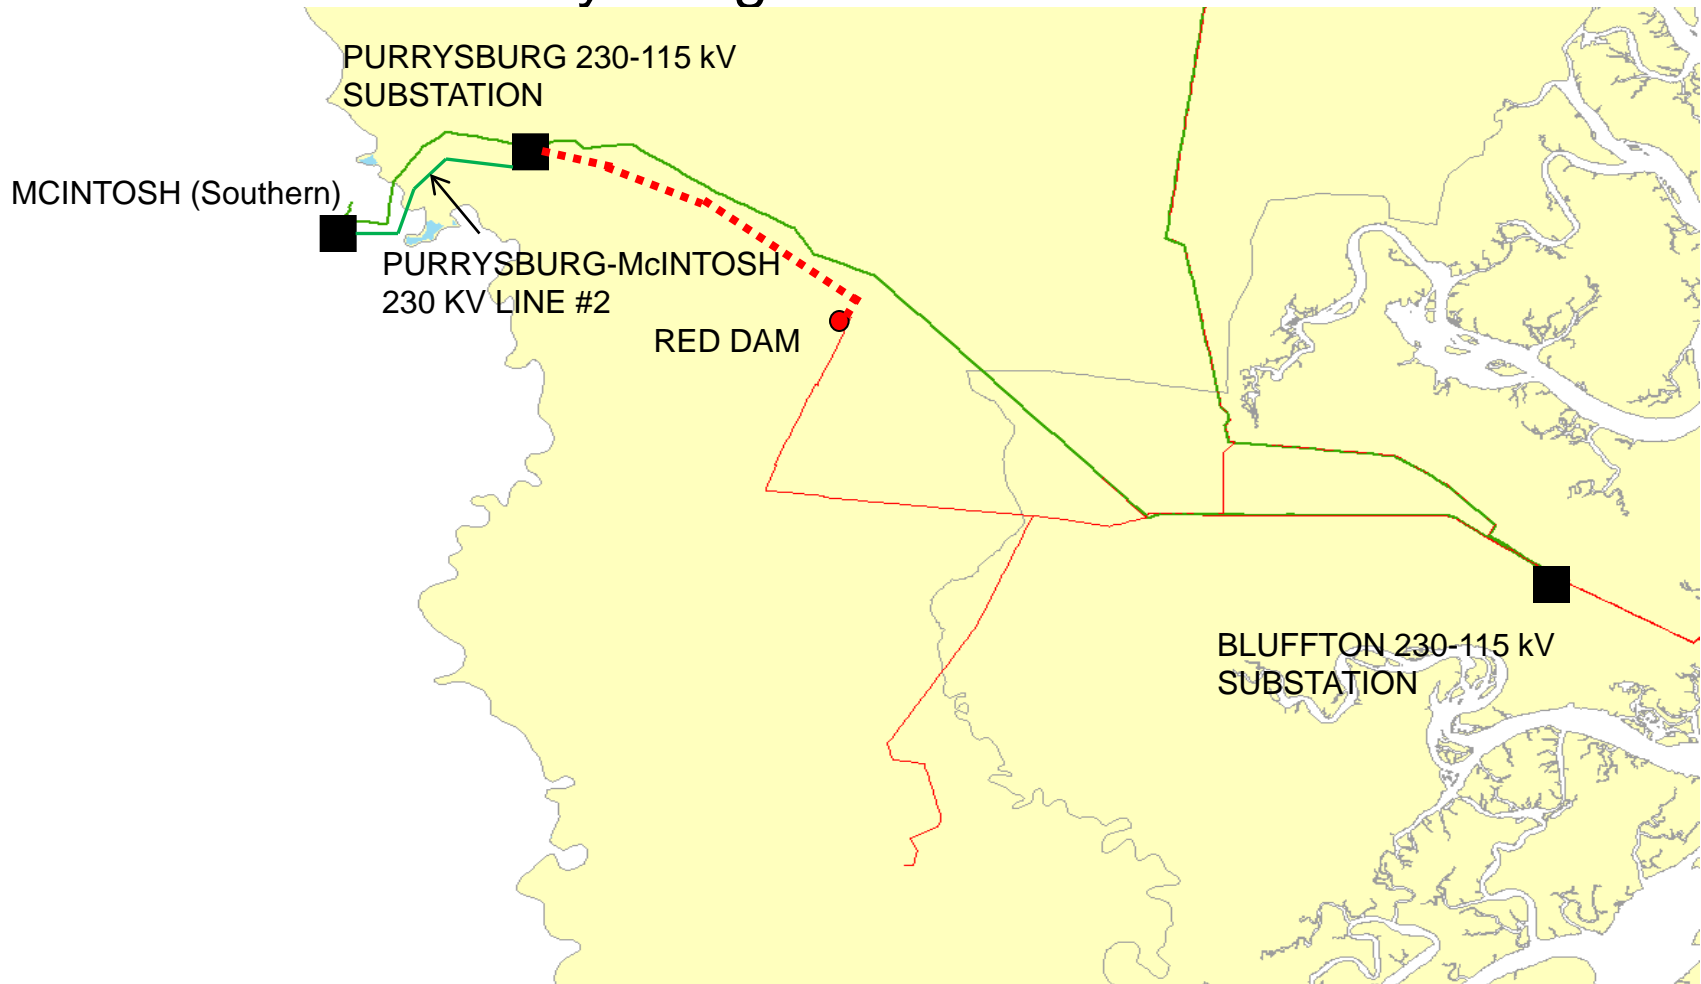 PURRYSBURG 230-115 kV
SUBSTATION
MCINTOSH (Southern)
PURRYSBURG-McINTOSH
230 KV LINE #2
RED DAM
BLUFFTON 230-115 kV
SUBSTATION